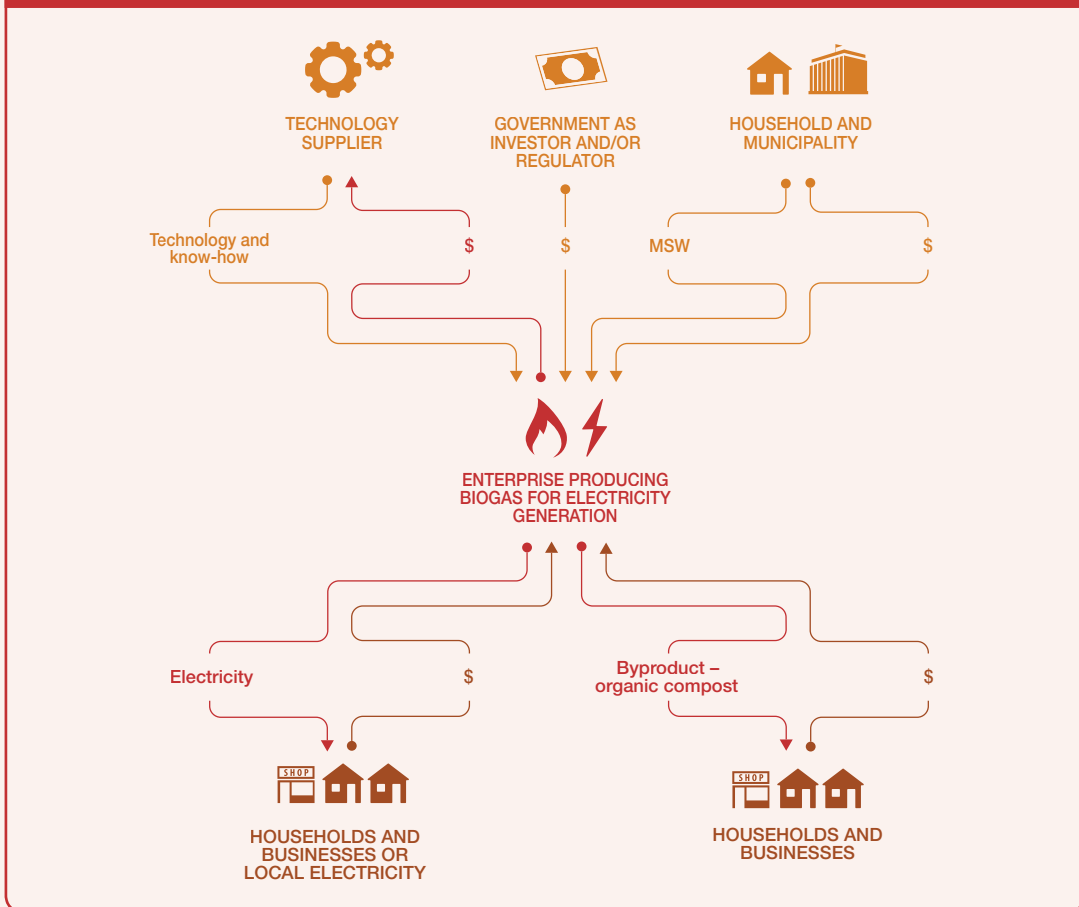 TECHNOLOGY
SUPPLIER
GOVERNMENT AS
INVESTOR AND/OR
REGULATOR
HOUSEHOLD AND
MUNICIPALITY
Technology and
know-how
$
$
MSW
$
ENTERPRISE PRODUCING
BIOGAS FOR ELECTRICITY
GENERATION
Electricity
$
Byproduct –
organic compost
$
SHOP
HOUSEHOLDS AND
BUSINESSES OR
LOCAL ELECTRICITY
SHOP
HOUSEHOLDS AND
BUSINESSES